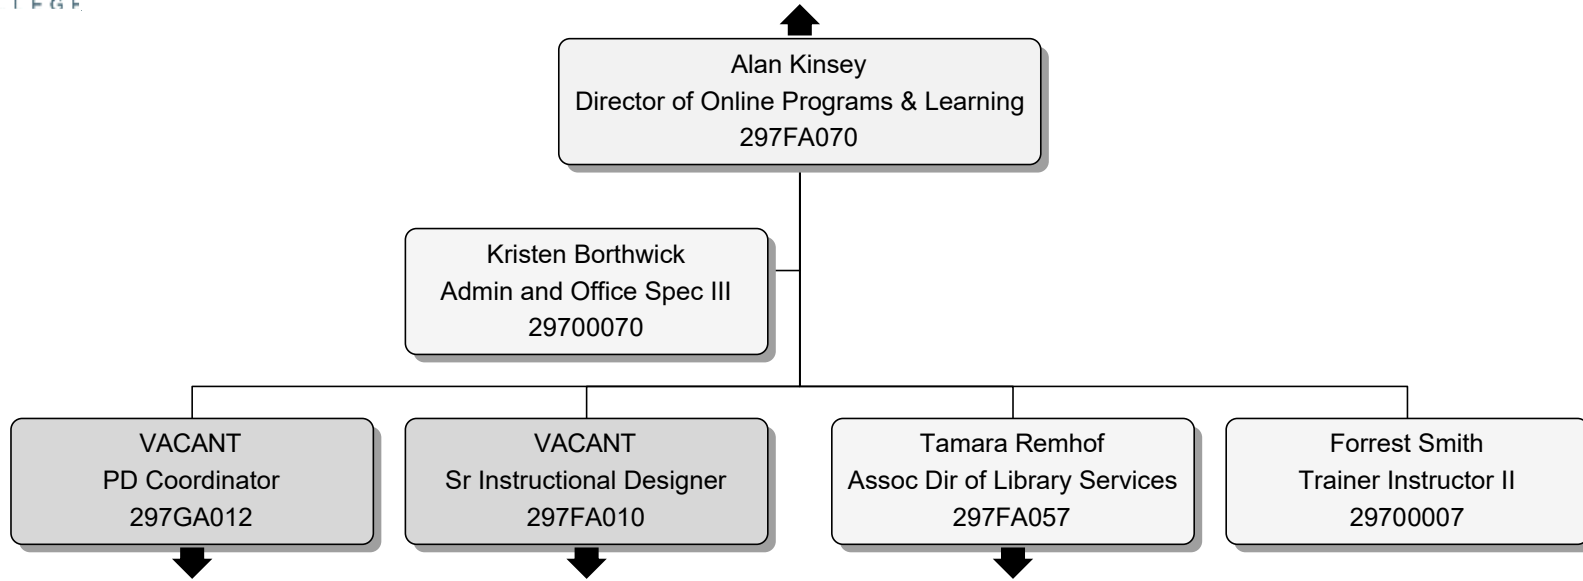 Alan Kinsey
Director of Online Programs & Learning
297FA070
Kristen Borthwick
Admin and Office Spec III
29700070
VACANT
PD Coordinator
297GA012
VACANT
Sr Instructional Designer
297FA010
Tamara Remhof
Assoc Dir of Library Services
297FA057
Forrest Smith
Trainer Instructor II
29700007